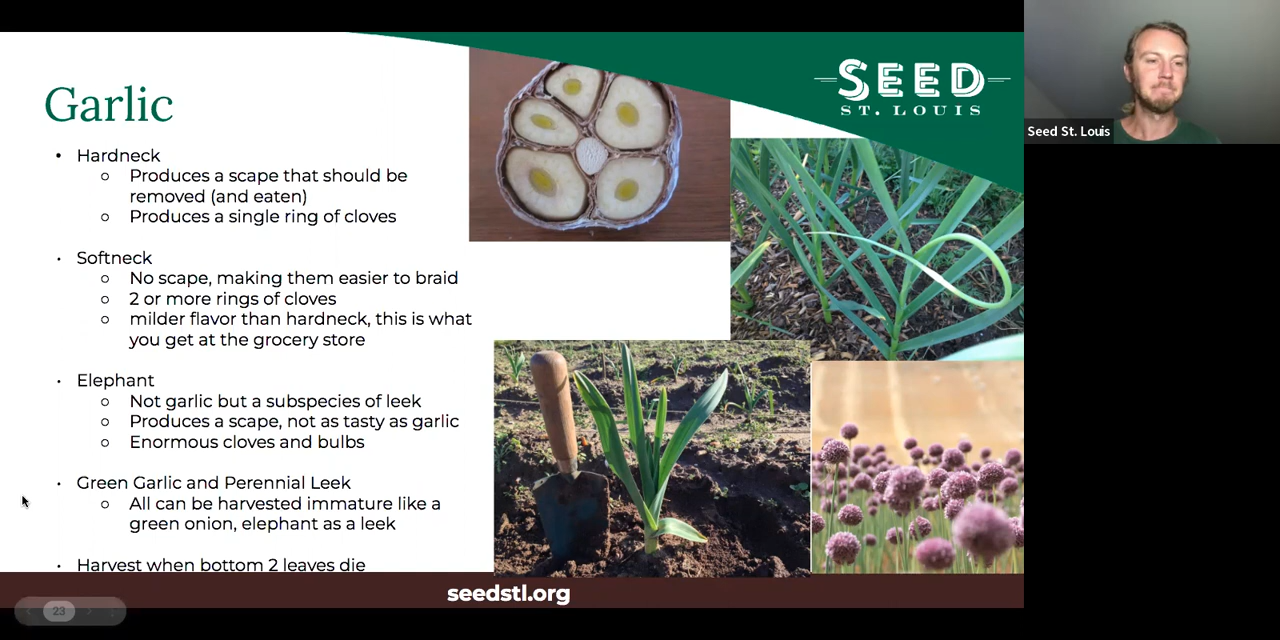 SEED
ST. LOUIS
Seed St. Louis
Garlic
• Hardneck
○ Produces a scape that should be
removed (and eaten)
○ Produces a single ring of cloves
• Softneck
○ No scape, making them easier to braid
○ 2 or more rings of cloves
○ milder flavor than hardneck, this is what
you get at the grocery store
• Elephant
○ Not garlic but a subspecies of leek
○ Produces a scape, not as tasty as garlic
○ Enormous cloves and bulbs
• Green Garlic and Perennial Leek
○ All can be harvested immature like a
green onion, elephant as a leek
• Harvest when bottom 2 leaves die
seedstl.org
23